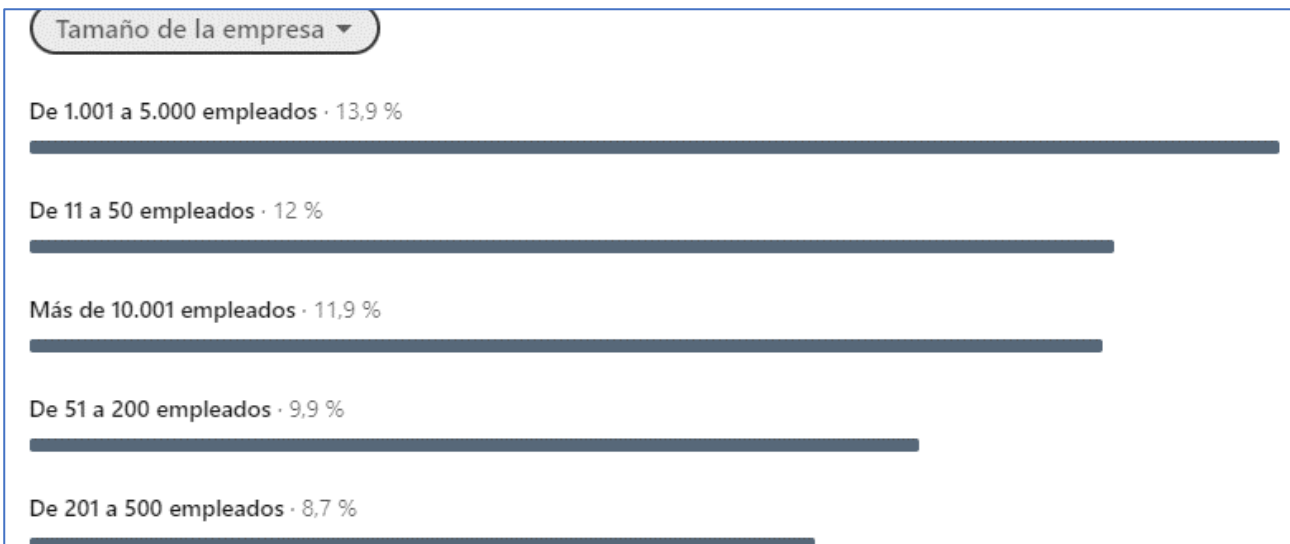 Tamaño de la empresa
De 1.001 a 5.000 empleados · 13,9 %
De 11 a 50 empleados · 12 %
Más de 10.001 empleados · 11,9 %
De 51 a 200 empleados · 9,9 %
De 201 a 500 empleados · 8,7 %